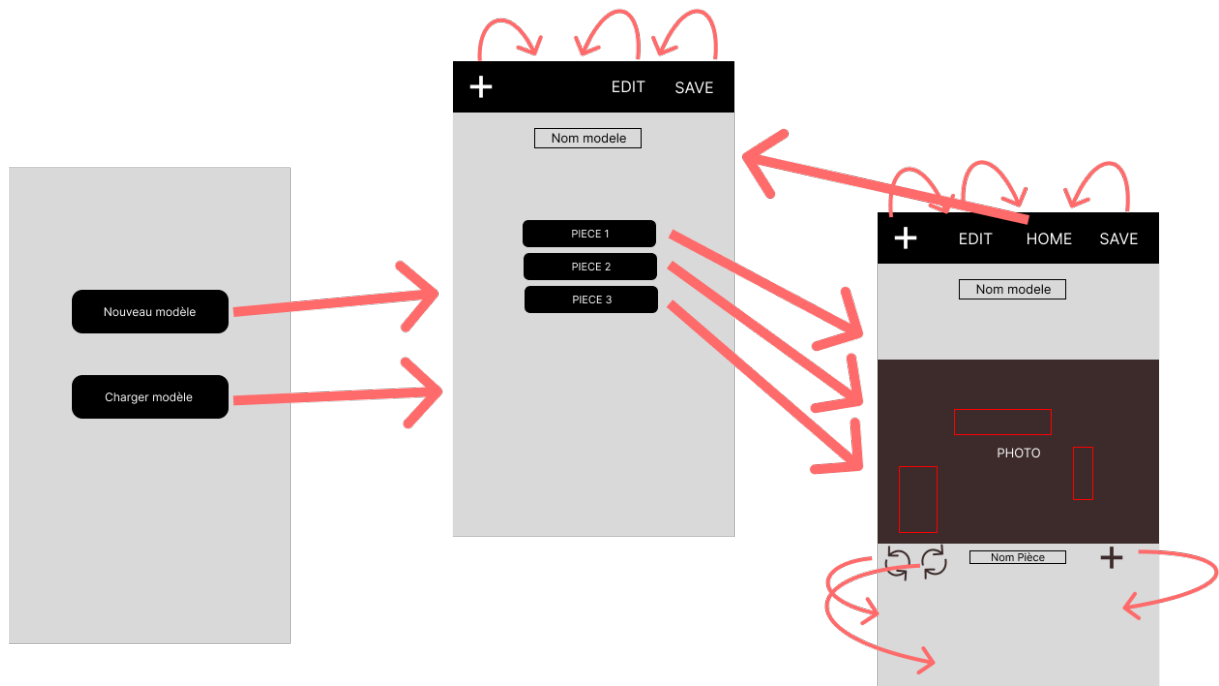 Nouveau modèle
Charger modèle
+ EDIT SAVE
Nom modele
PIECE 1
PIECE 2
PIECE 3
+ EDIT HOME SAVE
Nom modele
PHOTO
Nom Pièce +